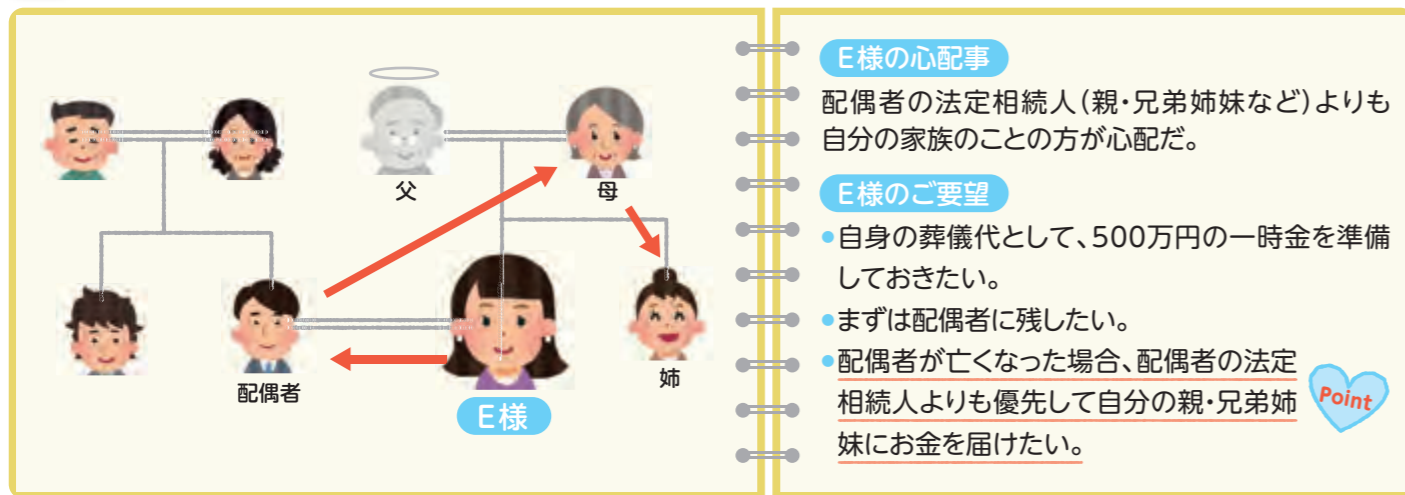 父
母
配偶者
E様
姉
E様の心配事
配偶者の法定相続人(親・兄弟姉妹など)よりも
自分の家族のことの方が心配だ。
E様のご要望
●自身の葬儀代として、500万円の一時金を準備
しておきたい。
●まずは配偶者に残したい。
●配偶者が亡くなった場合、配偶者の法定
相続人よりも優先して自分の親・兄弟姉
妹にお金を届けたい。
Point